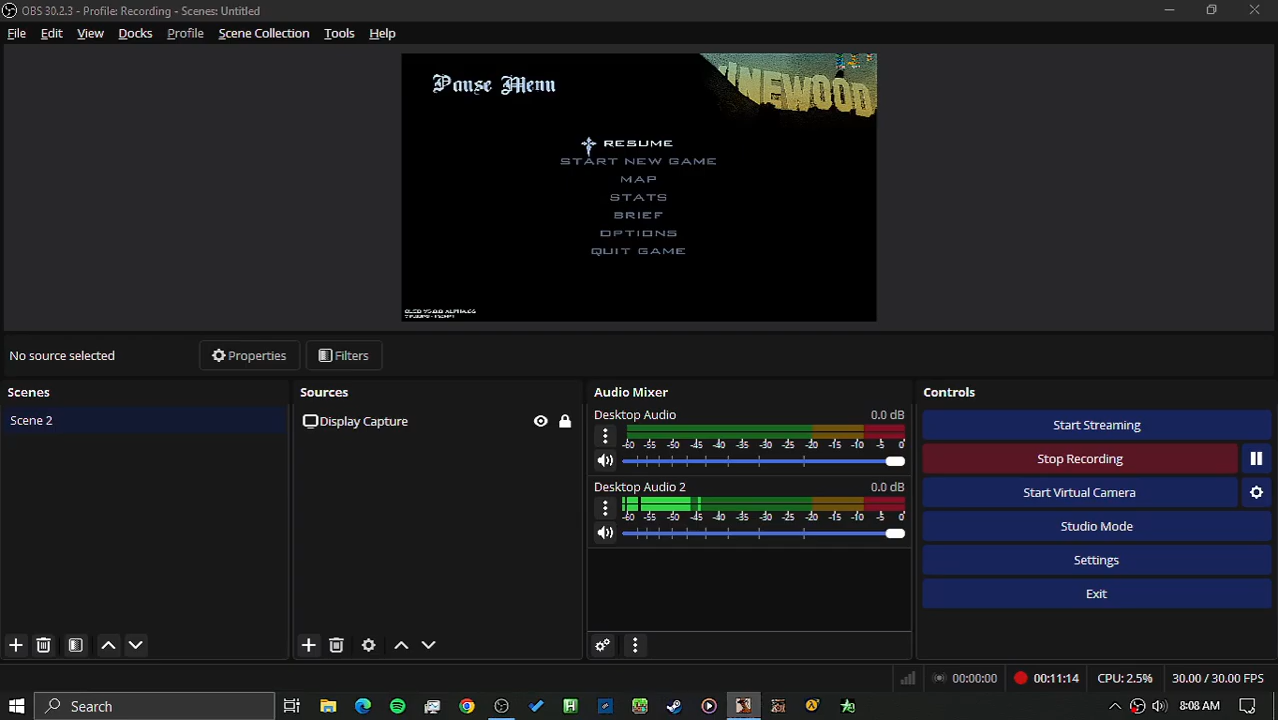 OBS 30.2.3 - Profile: Recording - Scenes: Untitled
File Edit View Docks Profile Scene Collection Tools Help
Pause Menu
INEWOOD
RESUME
START NEW GAME
MAP
STATS
BRIEF
OPTIONS
QUIT GAME
No source selected
Properties
Filters
Scenes
Scene 2
Sources
Display Capture
Audio Mixer
Desktop Audio 0.0 dB
-60 -55 -50 -45 -40 -35 -30 -25 -20 -15 -10 -5 0
Desktop Audio 2 0.0 dB
-60 -55 -50 -45 -40 -35 -30 -25 -20 -15 -10 -5 0
Controls
Start Streaming
Stop Recording
Start Virtual Camera
Studio Mode
Settings
Exit
00:00:00
00:11:14
CPU: 2.5%
30.00 / 30.00 FPS
Search
8:08 AM